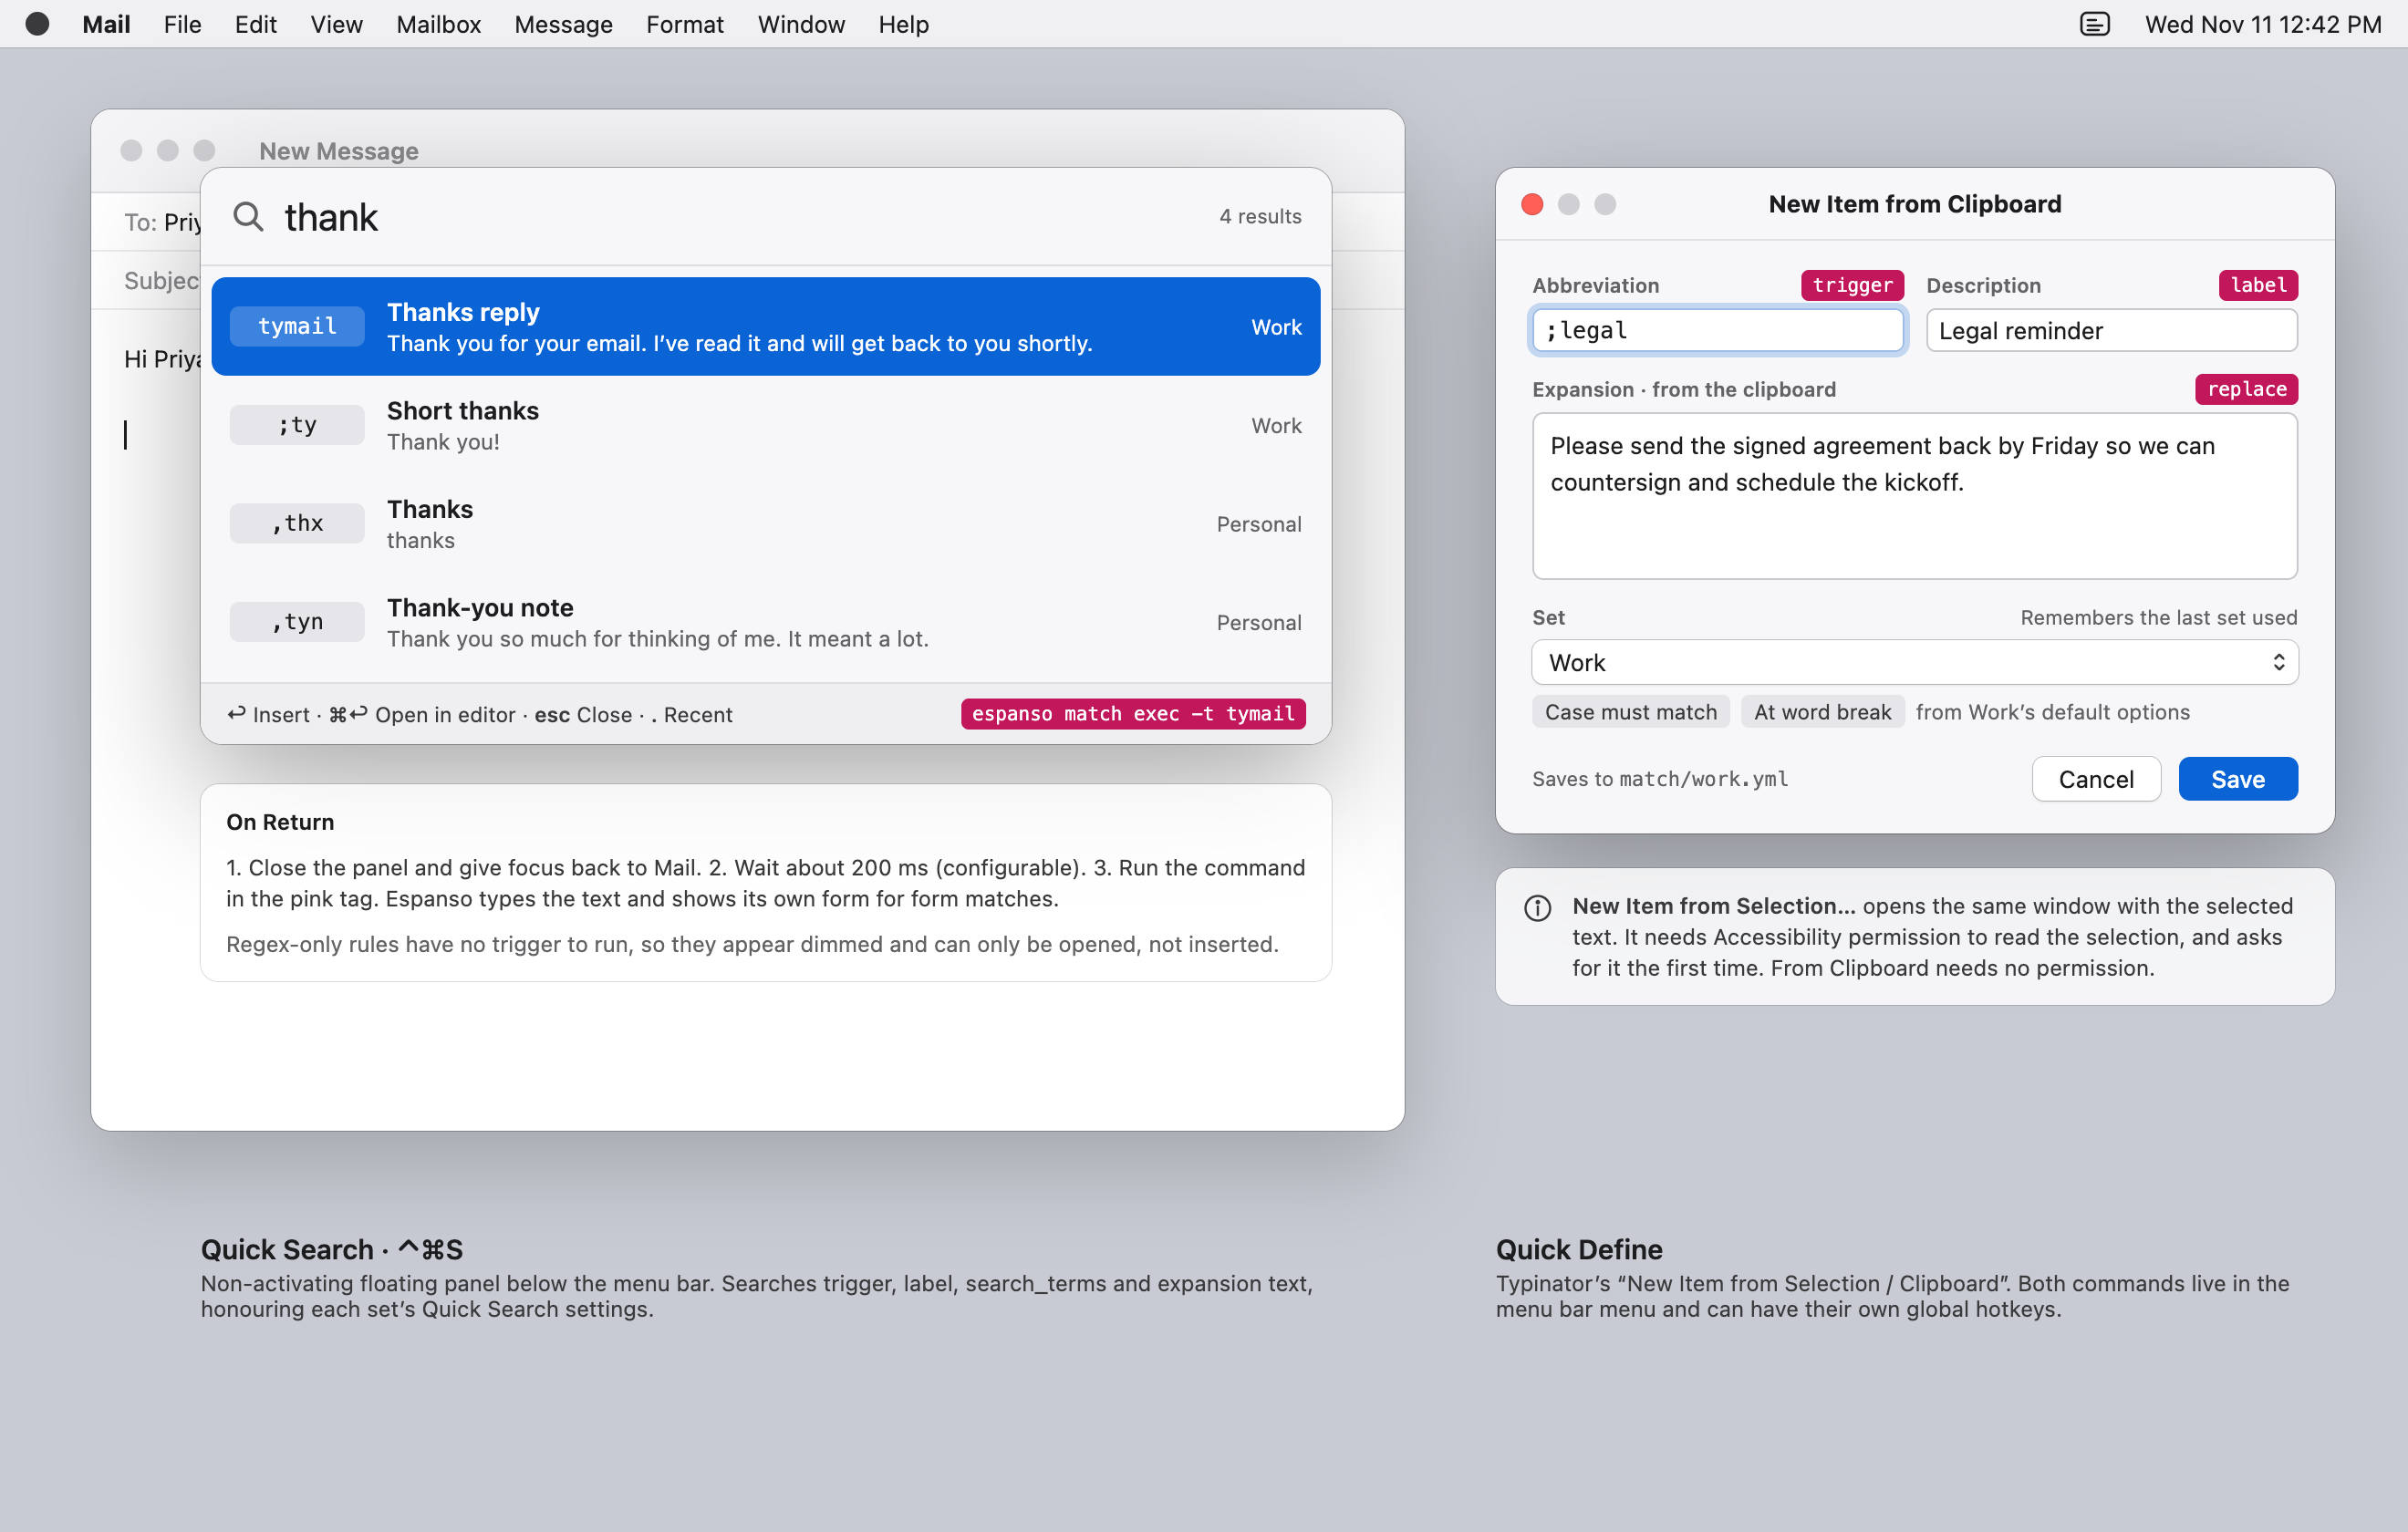 Mail File Edit View Mailbox Message Format Window Help
Wed Nov 11 12:42 PM
New Message
To: Priy
Subjec
Hi Priya
thank
4 results
tymail
Thanks reply
Thank you for your email. I’ve read it and will get back to you shortly.
Work
;ty
Short thanks
Thank you!
Work
,thx
Thanks
thanks
Personal
,tyn
Thank-you note
Thank you so much for thinking of me. It meant a lot.
Personal
↩ Insert · ⌘↩ Open in editor · esc Close · . Recent
espanso match exec -t tymail
On Return
1. Close the panel and give focus back to Mail. 2. Wait about 200 ms (configurable). 3. Run the command
in the pink tag. Espanso types the text and shows its own form for form matches.
Regex-only rules have no trigger to run, so they appear dimmed and can only be opened, not inserted.
New Item from Clipboard
Abbreviation trigger
Description label
;legal
Legal reminder
Expansion · from the clipboard replace
Please send the signed agreement back by Friday so we can
countersign and schedule the kickoff.
Set
Remembers the last set used
Work
Case must match At word break from Work’s default options
Saves to match/work.yml
Cancel Save
New Item from Selection… opens the same window with the selected
text. It needs Accessibility permission to read the selection, and asks
for it the first time. From Clipboard needs no permission.
Quick Search · ⌃⌘S
Non-activating floating panel below the menu bar. Searches trigger, label, search_terms and expansion text,
honouring each set’s Quick Search settings.
Quick Define
Typinator’s “New Item from Selection / Clipboard”. Both commands live in the
menu bar menu and can have their own global hotkeys.